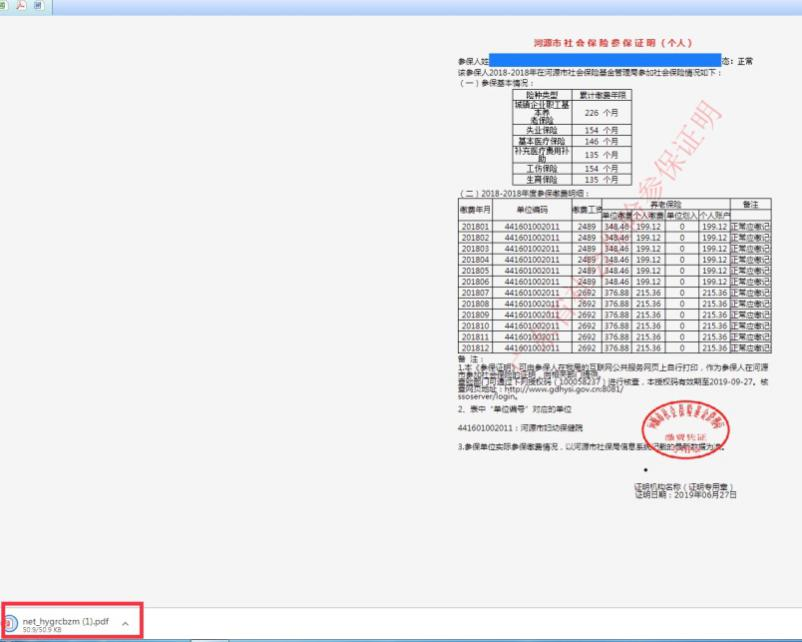 河源市社会保险参保证明（个人）
参保人姓
态：正常
该参保人2018-2018年在河源市社会保险基金管理局参加社会保险情况如下：
（一）参保基本情况：
险种类型 累计缴费年限
城镇企业职工基本养老保险 226 个月
失业保险 154 个月
基本医疗保险 146 个月
补充医疗费用补助 135 个月
工伤保险 154 个月
生育保险 135 个月
（二）2018-2018年度参保缴费明细：
缴费年月 单位编码 缴费工资 养老保险 备注
单位缴费 个人缴费 单位划入 个人账户
201801 441601002011 2489 348.46 199.12 0 199.12 正常应缴记
201802 441601002011 2489 348.46 199.12 0 199.12 正常应缴记
201803 441601002011 2489 348.46 199.12 0 199.12 正常应缴记
201804 441601002011 2489 348.46 199.12 0 199.12 正常应缴记
201805 441601002011 2489 348.46 199.12 0 199.12 正常应缴记
201806 441601002011 2489 348.46 199.12 0 199.12 正常应缴记
201807 441601002011 2692 376.88 215.36 0 215.36 正常应缴记
201808 441601002011 2692 376.88 215.36 0 215.36 正常应缴记
201809 441601002011 2692 376.88 215.36 0 215.36 正常应缴记
201810 441601002011 2692 376.88 215.36 0 215.36 正常应缴记
201811 441601002011 2692 376.88 215.36 0 215.36 正常应缴记
201812 441601002011 2692 376.88 215.36 0 215.36 正常应缴记
备 注：
1.本《参保证明》可由参保人在我局的互联网公共服务网页上自行打印，作为参保人在河源
市参加社会保险的证明，向相关部门
部门可通过下列授权码（100058237）进行核查，本授权码有效期至2019-09-27。核
查网页地址：http://www.gdhysi.gov.cn:8081/
ssoserver/login。
2、表中“单位编号”对应的单位
441601002011：河源市妇幼保健院
3.参保单位实际参保缴费情况，以河源市社保局信息系统记载的最新数据为准。
证明机构名称（证明专用章）
证明日期：2019年06月27日
参保证明
net_hygrcbzm (1).pdf
50.9/50.9 KB